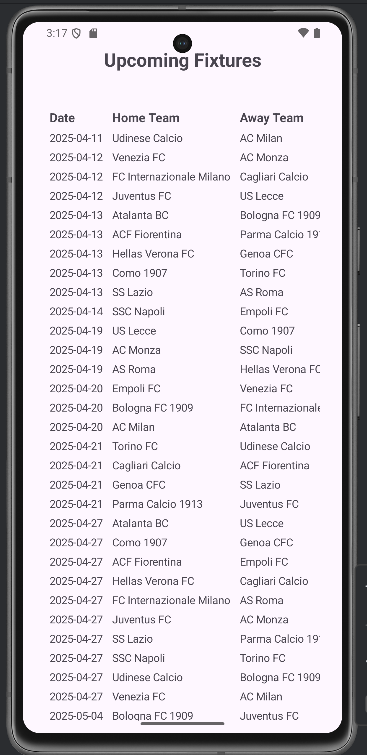 3:17
Upcoming Fixtures
Date Home Team Away Team
2025-04-11 Udinese Calcio AC Milan
2025-04-12 Venezia FC AC Monza
2025-04-12 FC Internazionale Milano Cagliari Calcio
2025-04-12 Juventus FC US Lecce
2025-04-13 Atalanta BC Bologna FC 1909
2025-04-13 ACF Fiorentina Parma Calcio 19
2025-04-13 Hellas Verona FC Genoa CFC
2025-04-13 Como 1907 Torino FC
2025-04-13 SS Lazio AS Roma
2025-04-14 SSC Napoli Empoli FC
2025-04-19 US Lecce Como 1907
2025-04-19 AC Monza SSC Napoli
2025-04-19 AS Roma Hellas Verona FC
2025-04-20 Empoli FC Venezia FC
2025-04-20 Bologna FC 1909 FC Internazionale
2025-04-20 AC Milan Atalanta BC
2025-04-21 Torino FC Udinese Calcio
2025-04-21 Cagliari Calcio ACF Fiorentina
2025-04-21 Genoa CFC SS Lazio
2025-04-21 Parma Calcio 1913 Juventus FC
2025-04-27 Atalanta BC US Lecce
2025-04-27 Como 1907 Genoa CFC
2025-04-27 ACF Fiorentina Empoli FC
2025-04-27 Hellas Verona FC Cagliari Calcio
2025-04-27 FC Internazionale Milano AS Roma
2025-04-27 Juventus FC AC Monza
2025-04-27 SS Lazio Parma Calcio 19
2025-04-27 SSC Napoli Torino FC
2025-04-27 Udinese Calcio Bologna FC 1909
2025-04-27 Venezia FC AC Milan
2025-05-04 Bologna FC 1909 Juventus FC